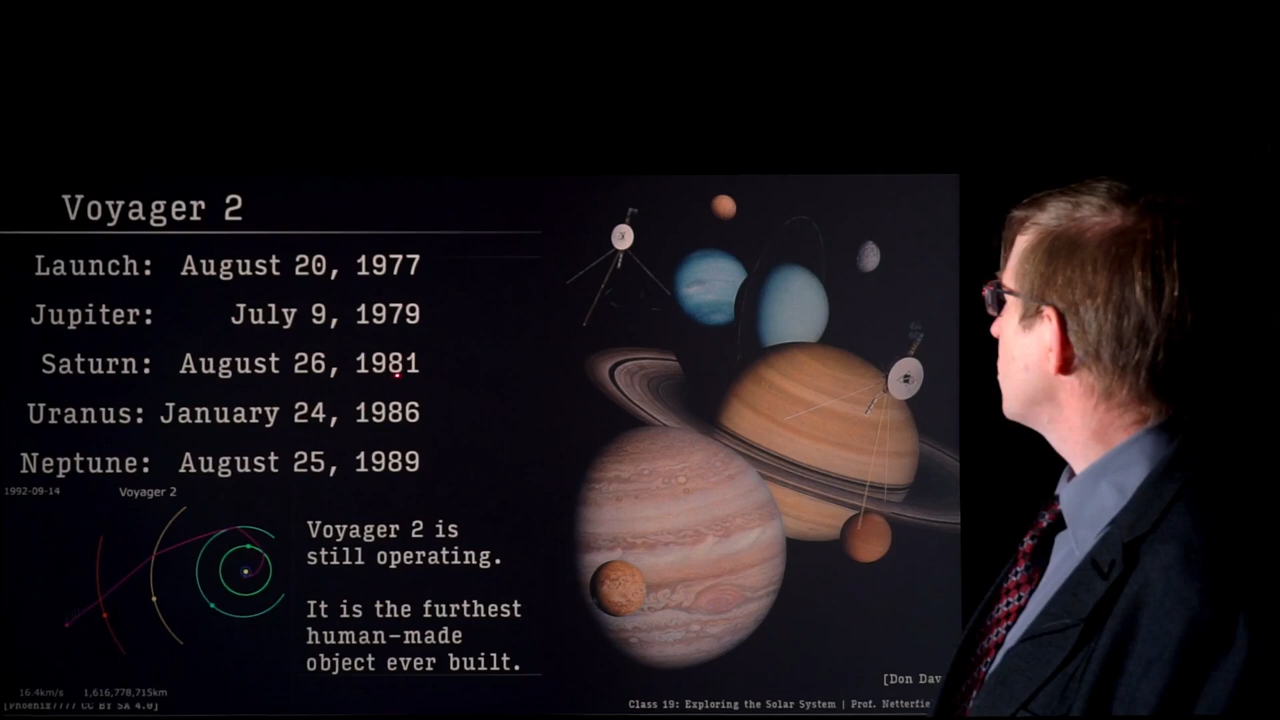 Voyager 2
Launch: August 20, 1977
Jupiter: July 9, 1979
Saturn: August 26, 1981
Uranus: January 24, 1986
Neptune: August 25, 1989
1992-09-14 Voyager 2
Voyager 2 is
still operating.
It is the furthest
human-made
object ever built.
16.4km/s 1,616,778,715km
[Phoenix7777 CC BY SA 4.0]
[Don Dav
Class 19: Exploring the Solar System | Prof. Netterfie